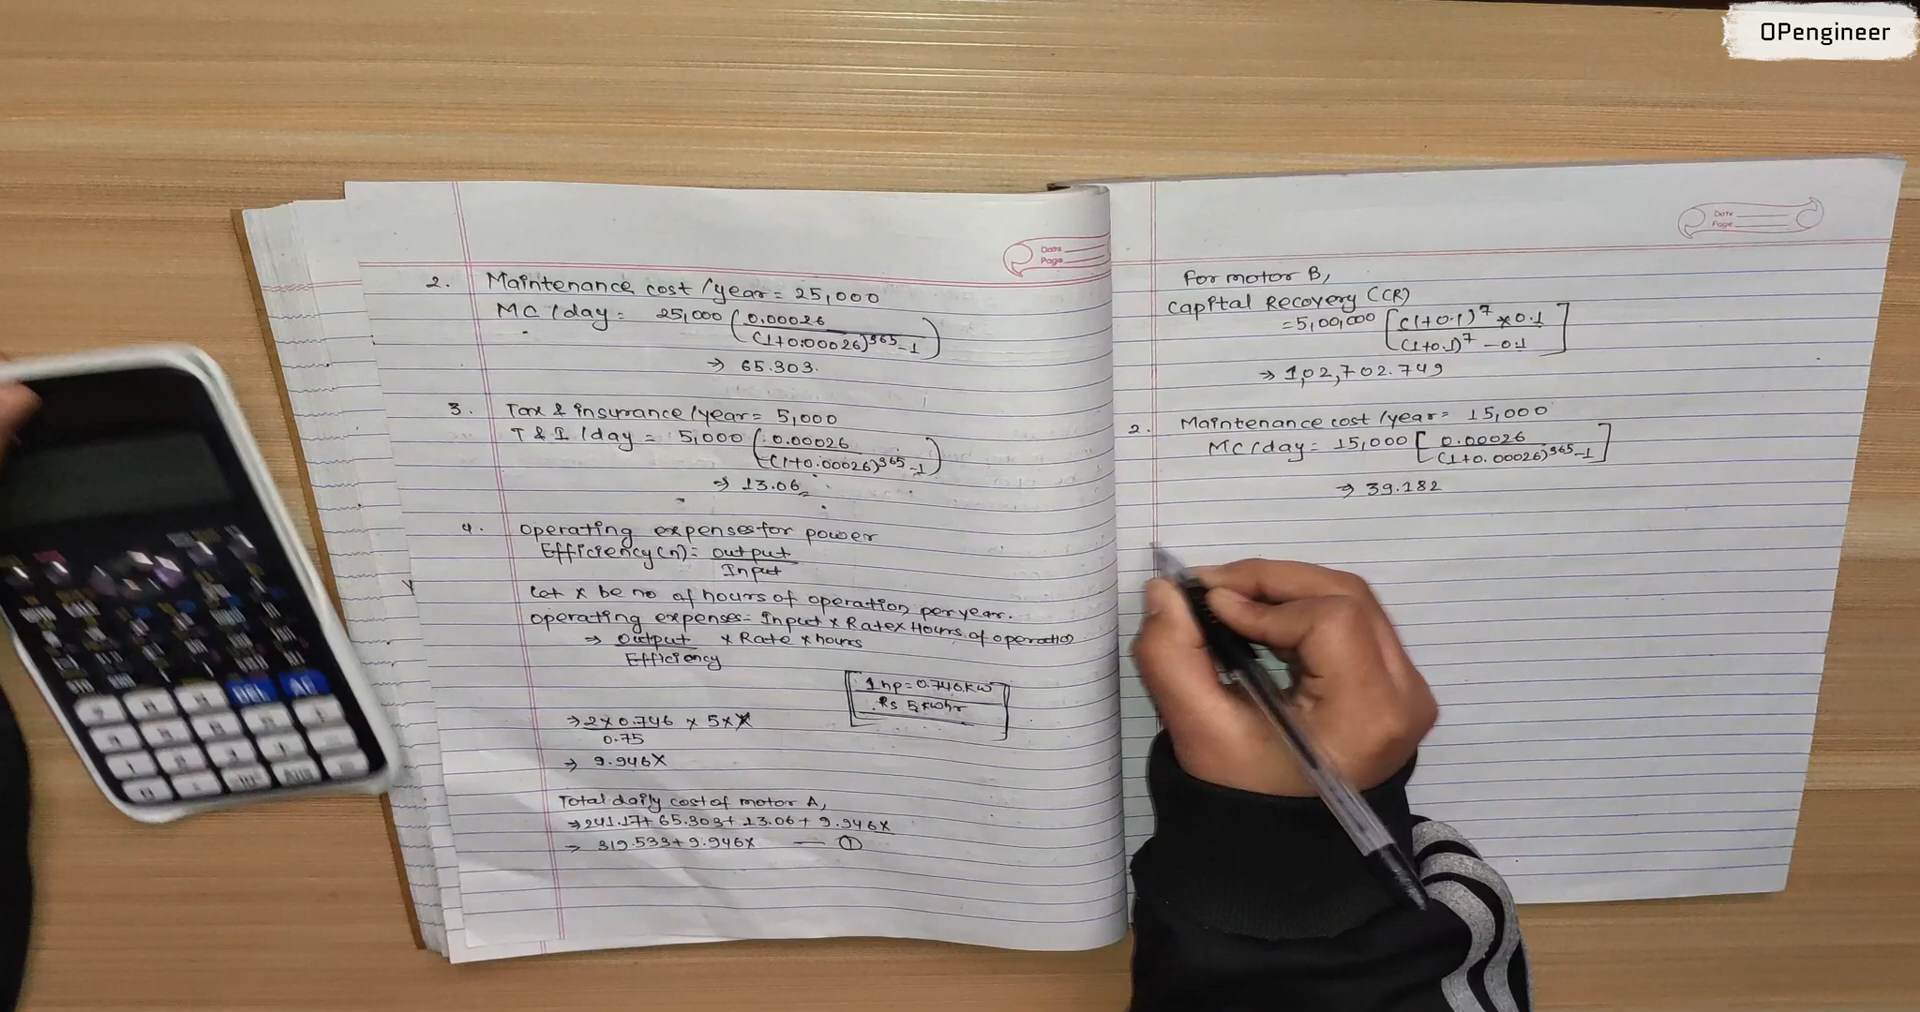 OPengineer
Date
Page
2. Maintenance cost /year = 25,000
MC /day = 25,000 ( 0.00026 / (1+0.00026)^365 -1 )
⇒ 65.303.
3. Tax & insurance /year = 5,000
T & I /day = 5,000 ( 0.00026 / (1+0.00026)^365 -1 )
⇒ 13.06
4. Operating expenses for power
Efficiency (n) = output / Input
Let x be no of hours of operation per year.
operating expenses = Input × Rate × Hours of operation
⇒ output / Efficiency × Rate × hours
1 hp = 0.746 kW
Rs 5 kWhr
⇒ 2 × 0.746 / 0.75 × 5 × X
⇒ 9.946X
Total daily cost of motor A,
⇒ 241.17 + 65.303 + 13.06 + 9.946X
⇒ 319.533 + 9.946X — ①
Date
Page
For motor B,
Capital Recovery (CR)
= 5,00,000 [ (1+0.1)^7 × 0.1 / (1+0.1)^7 - 0.1 ]
⇒ 1,02,702.749
2. Maintenance cost /year = 15,000
MC/day = 15,000 [ 0.00026 / (1+0.00026)^365 -1 ]
⇒ 39.182